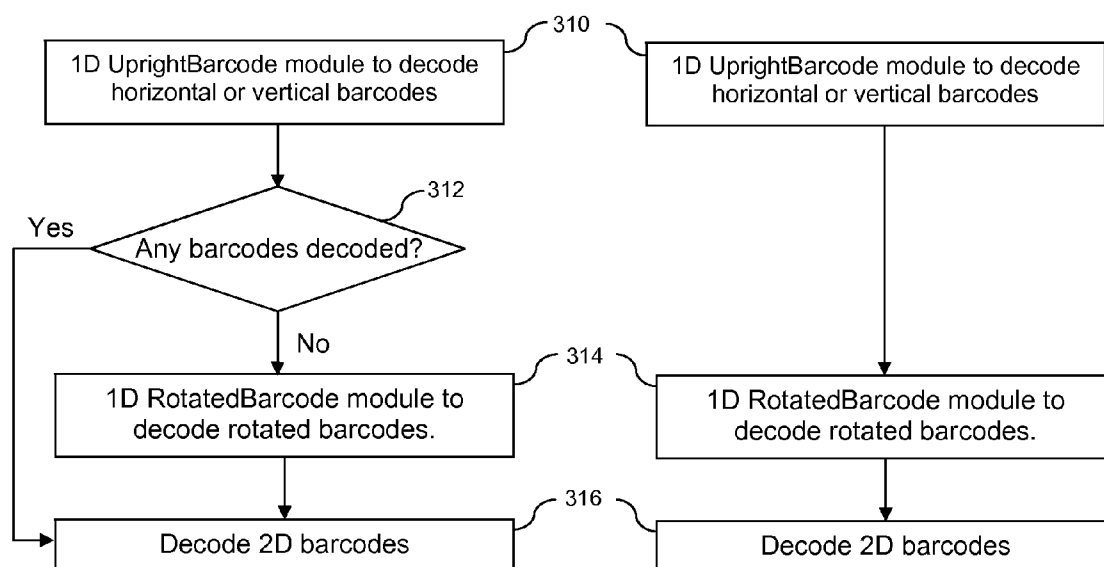 310
1D UprightBarcode module to decode
horizontal or vertical barcodes
1D UprightBarcode module to decode
horizontal or vertical barcodes
312
Yes
Any barcodes decoded?
No
314
1D RotatedBarcode module to
decode rotated barcodes.
1D RotatedBarcode module to
decode rotated barcodes.
316
Decode 2D barcodes
Decode 2D barcodes